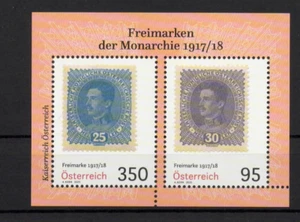 Freimarken
der Monarchie 1917/18
Kaiserreich Österreich
25
Freimarke 1917/18
Österreich 350
30
Freimarke 1917/18
Österreich 95